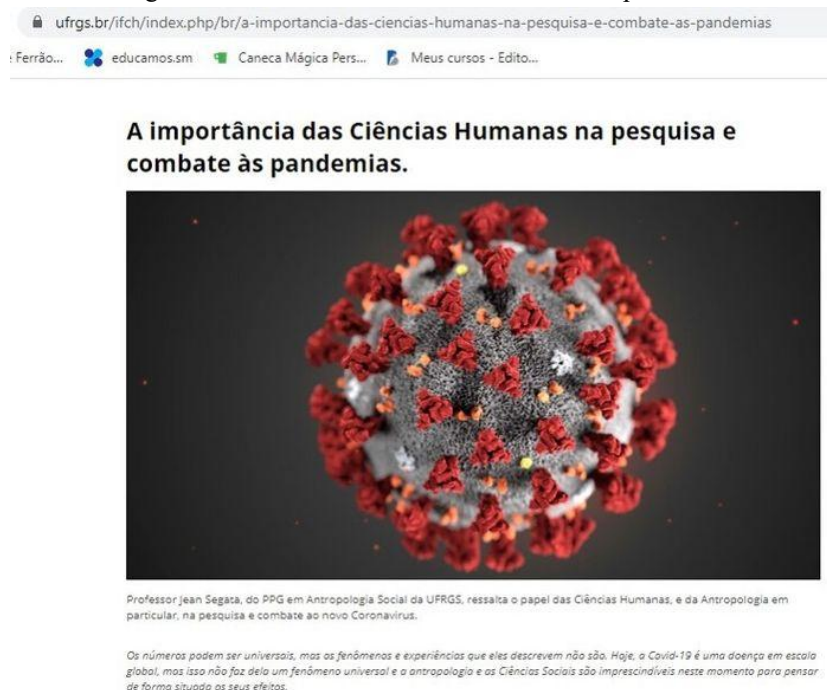 ufrgs.br/ifch/index.php/br/a-importancia-das-ciencias-humanas-na-pesquisa-e-combate-as-pandemias
Ferrão... educamos.sm Caneca Mágica Pers... Meus cursos - Edito...
A importância das Ciências Humanas na pesquisa e
combate às pandemias.
Professor Jean Segata, do PPG em Antropologia Social da UFRGS, ressalta o papel das Ciências Humanas, e da Antropologia em
particular, na pesquisa e combate ao novo Coronavirus.
Os números podem ser universais, mas os fenômenos e experiências que eles descrevem não são. Hoje, a Covid-19 é uma doença em escala
global, mas isso não faz dela um fenômeno universal e a antropologia e as Ciências Sociais são imprescindíveis neste momento para pensar
de forma situada os seus efeitos.